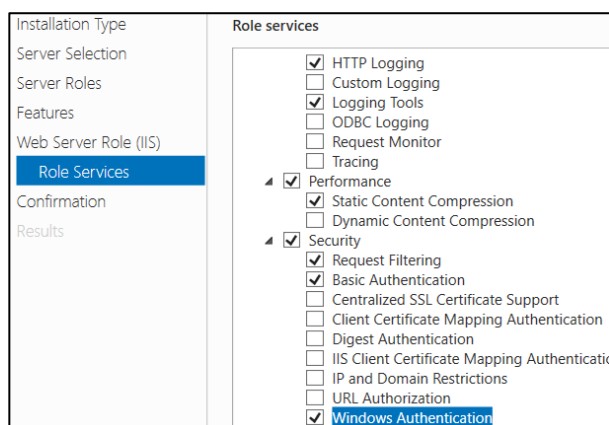 Installation Type
Server Selection
Server Roles
Features
Web Server Role (IIS)
Role Services
Confirmation
Results
Role services
HTTP Logging
Custom Logging
Logging Tools
ODBC Logging
Request Monitor
Tracing
Performance
Static Content Compression
Dynamic Content Compression
Security
Request Filtering
Basic Authentication
Centralized SSL Certificate Support
Client Certificate Mapping Authentication
Digest Authentication
IIS Client Certificate Mapping Authenticatio
IP and Domain Restrictions
URL Authorization
Windows Authentication